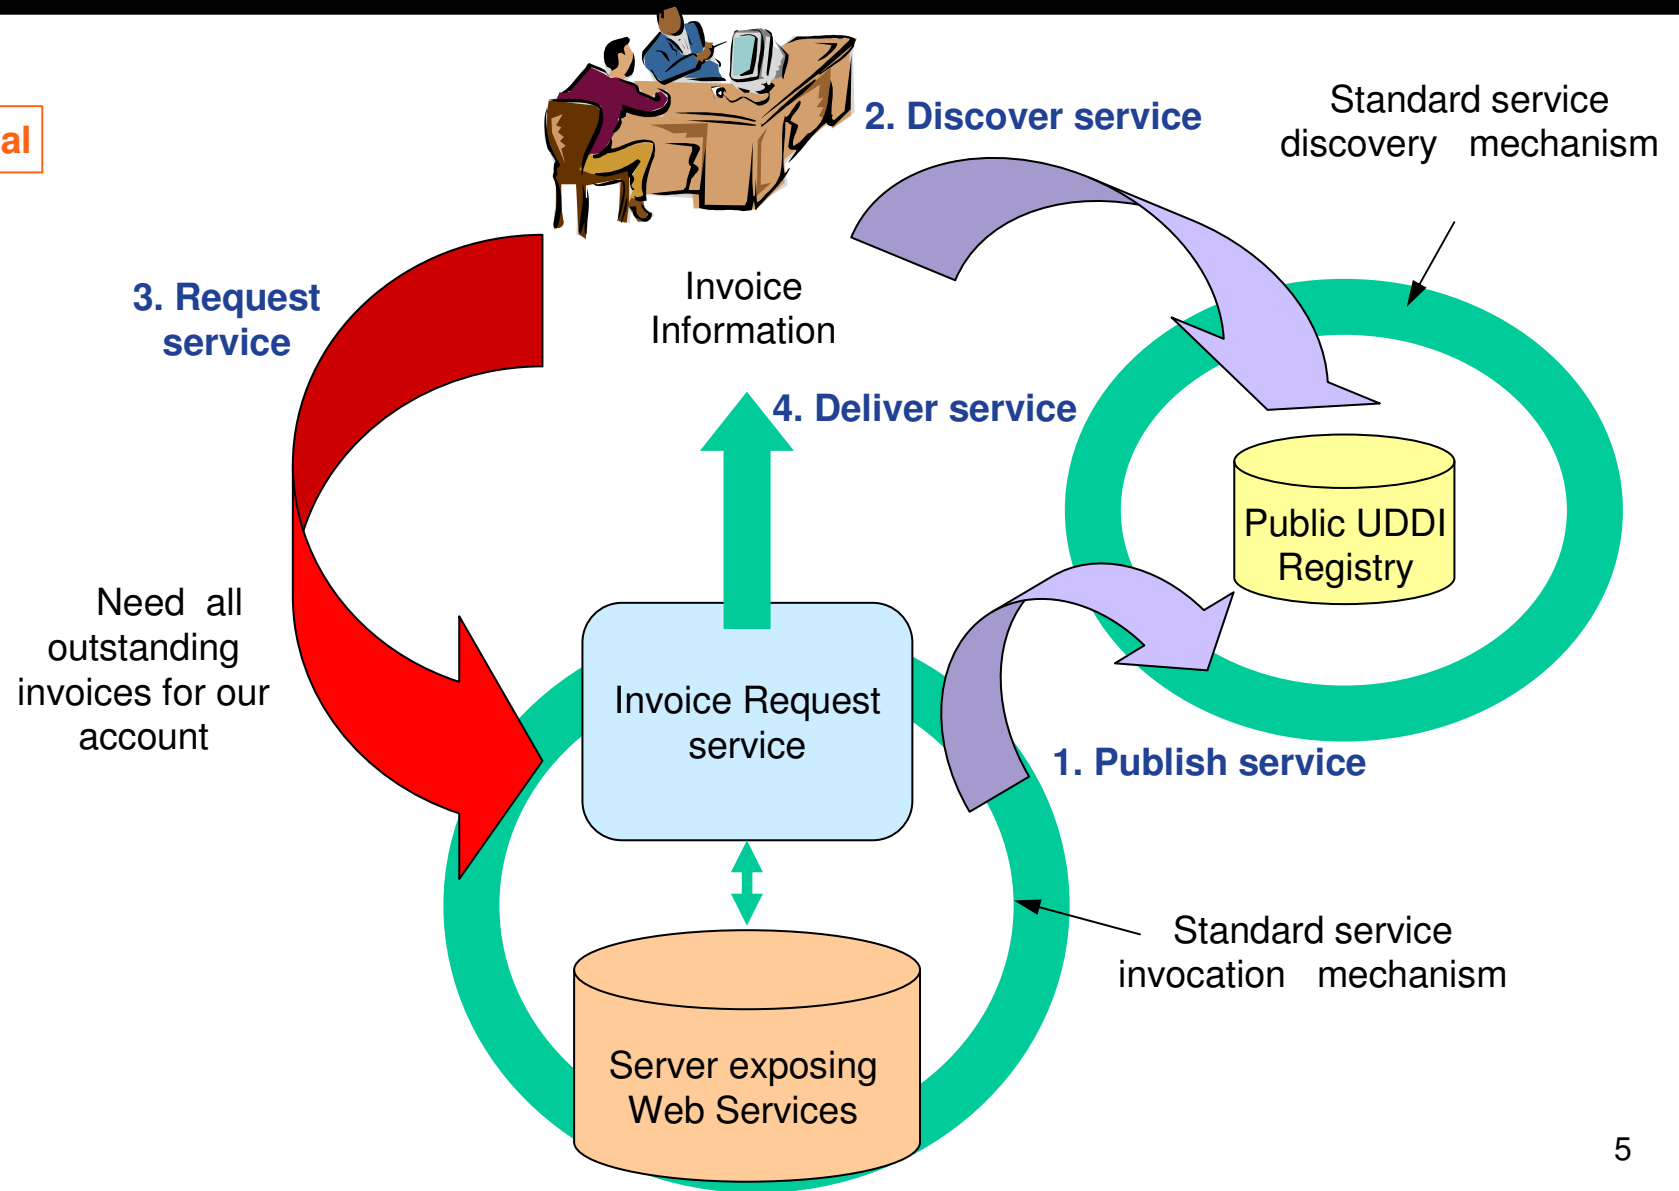 2. Discover service
Standard service
discovery mechanism
al
3. Request
service
Invoice
Information
4. Deliver service
Public UDDI
Registry
Need all
outstanding
invoices for our
account
Invoice Request
service
1. Publish service
Standard service
invocation mechanism
Server exposing
Web Services
5